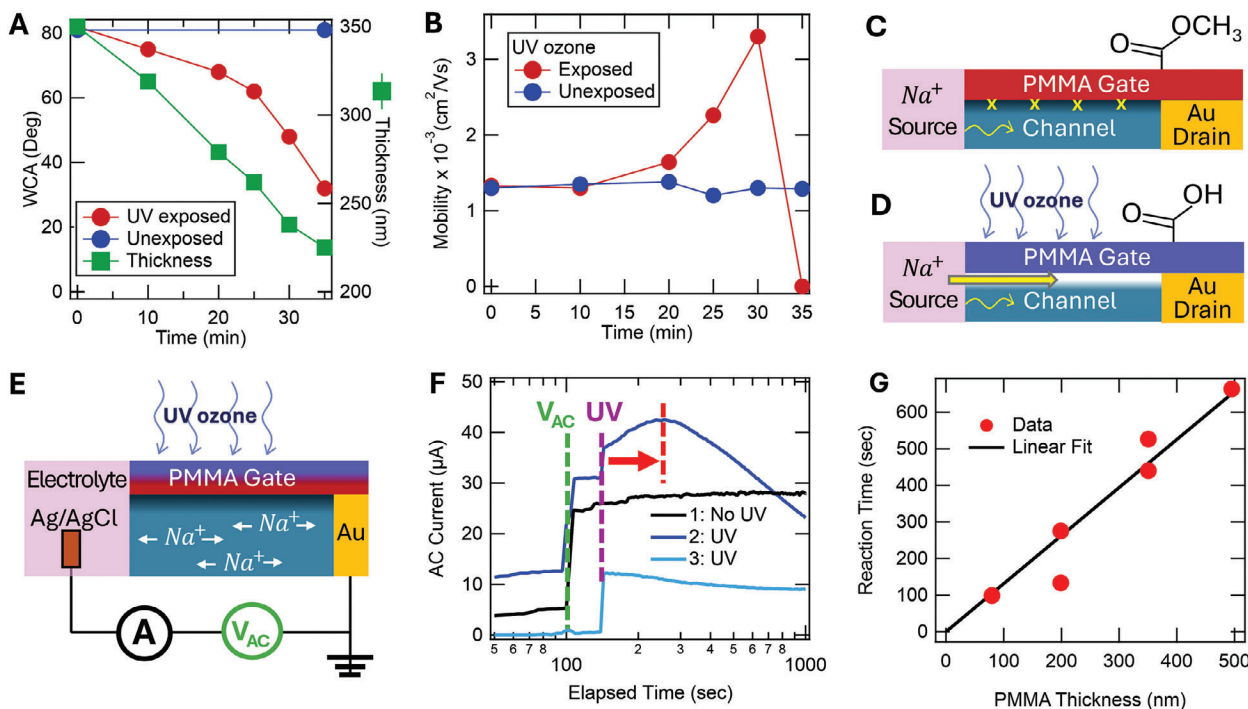 A
80
60
40
20
0
WCA (Deg)
UV exposed
Unexposed
Thickness
0
10
20
30
Time (min)
350
300
250
200
Thickness (nm)
B
3
2
1
0
Mobility x 10⁻³ (cm²/Vs)
UV ozone
Exposed
Unexposed
0
5
10
15
20
25
30
35
Time (min)
C
O
OCH₃
PMMA Gate
Na⁺
Source
x x x x
Channel
Au
Drain
D
UV ozone
O
OH
PMMA Gate
Na⁺
Source
Channel
Au
Drain
E
UV ozone
PMMA Gate
Electrolyte
Ag/AgCl
Na⁺
Na⁺
Na⁺
Au
A
V_AC
F
50
40
30
20
10
0
AC Current (µA)
V_AC
UV
1: No UV
2: UV
3: UV
5 6 7 8 2 3 4 5 6 7 8
100 1000
Elapsed Time (sec)
G
600
500
400
300
200
100
0
Reaction Time (sec)
Data
Linear Fit
0 100 200 300 400 500
PMMA Thickness (nm)